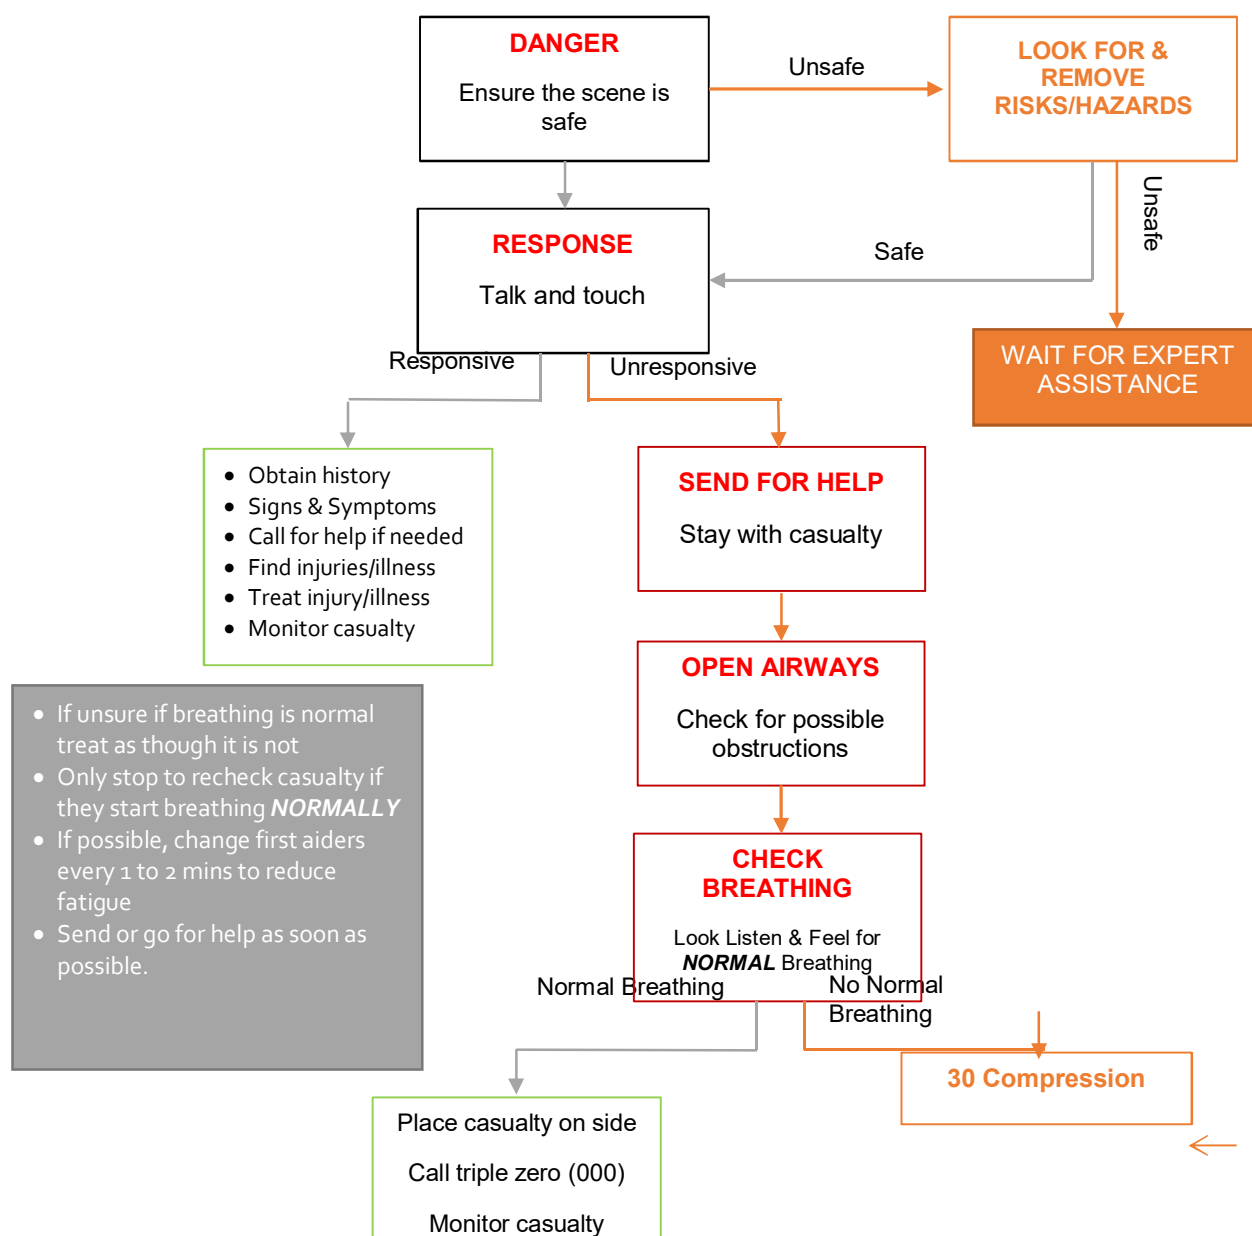 DANGER
Ensure the scene is
safe
Unsafe
LOOK FOR &
REMOVE
RISKS/HAZARDS
Unsafe
RESPONSE
Talk and touch
Safe
WAIT FOR EXPERT
ASSISTANCE
Responsive
Unresponsive
• Obtain history
• Signs & Symptoms
• Call for help if needed
• Find injuries/illness
• Treat injury/illness
• Monitor casualty
SEND FOR HELP
Stay with casualty
OPEN AIRWAYS
Check for possible
obstructions
• If unsure if breathing is normal
treat as though it is not
• Only stop to recheck casualty if
they start breathing NORMALLY
• If possible, change first aiders
every 1 to 2 mins to reduce
fatigue
• Send or go for help as soon as
possible.
CHECK
BREATHING
Look Listen & Feel for
NORMAL Breathing
Normal Breathing
No Normal
Breathing
30 Compression
Place casualty on side
Call triple zero (000)
Monitor casualty